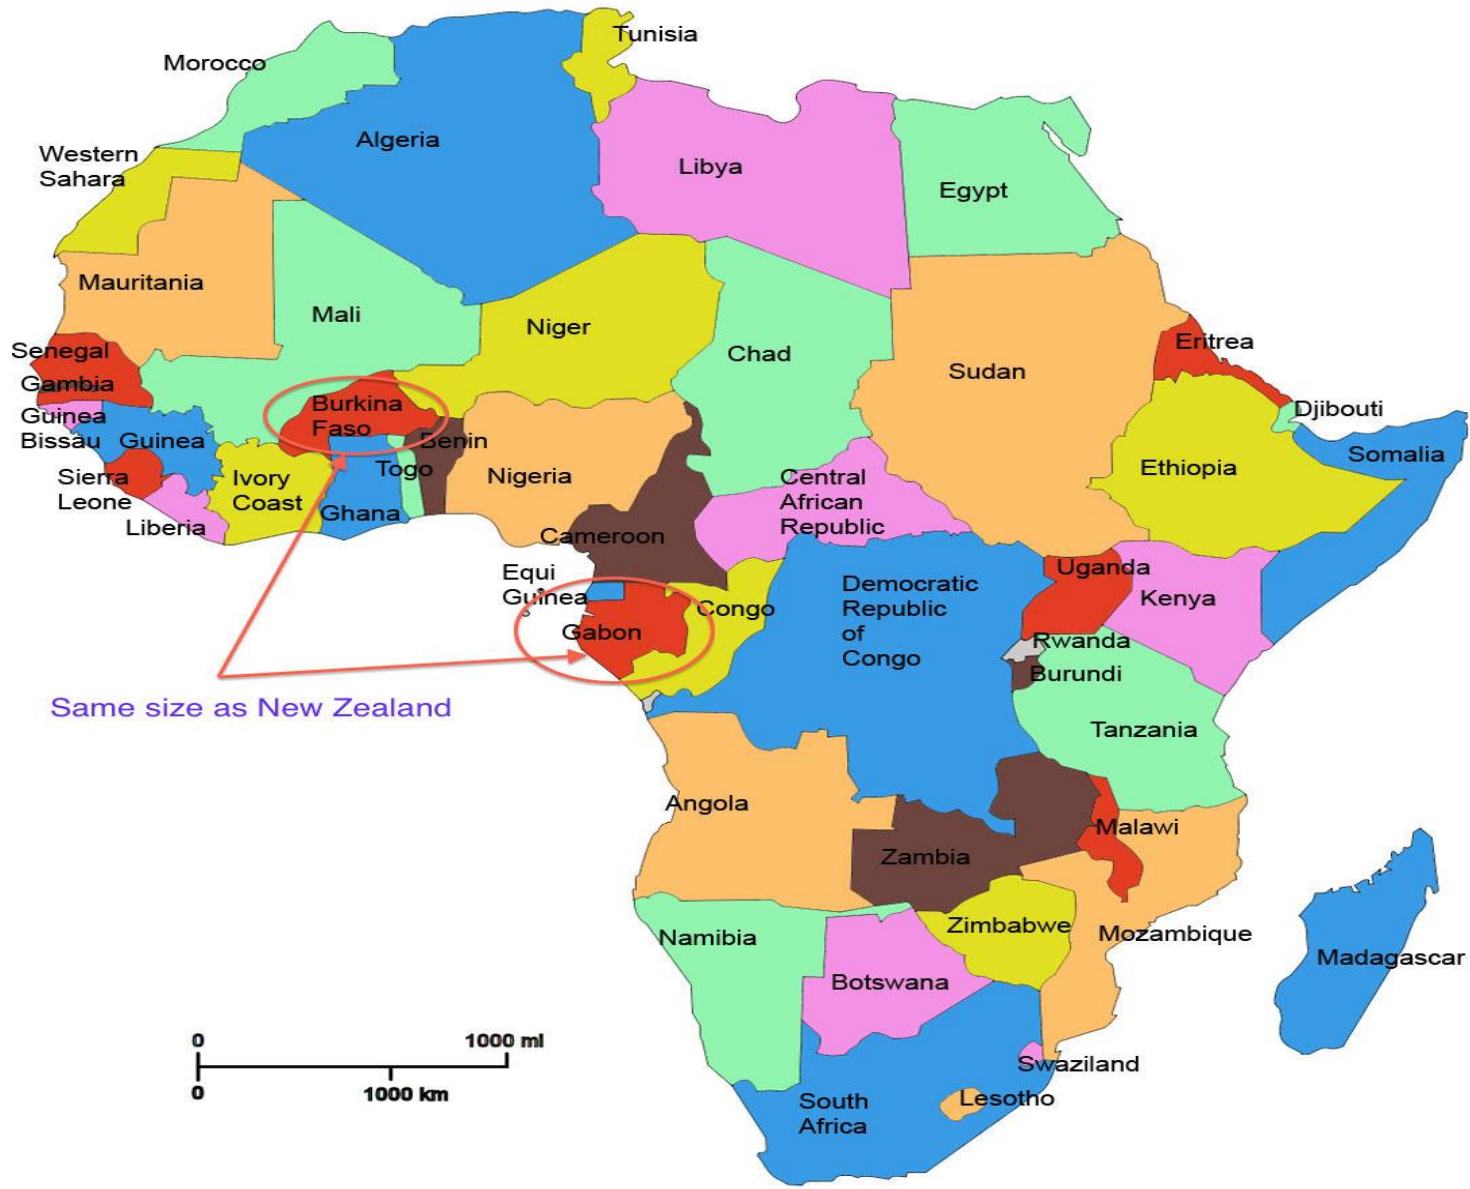 Tunisia
Morocco
Algeria
Western
Sahara
Libya
Egypt
Mauritania
Mali
Niger
Chad
Sudan
Eritrea
Senegal
Gambia
Guinea
Bissau
Guinea
Burkina
Faso
Benin
Togo
Djibouti
Somalia
Ethiopia
Sierra
Leone
Ivory
Coast
Ghana
Nigeria
Central
African
Republic
Liberia
Cameroon
Equi
Guinea
Gabon
Congo
Democratic
Republic
of
Congo
Uganda
Kenya
Rwanda
Burundi
Same size as New Zealand
Tanzania
Angola
Malawi
Zambia
Namibia
Zimbabwe
Mozambique
Botswana
Madagascar
0 1000 mi
0 1000 km
Swaziland
Lesotho
South
Africa